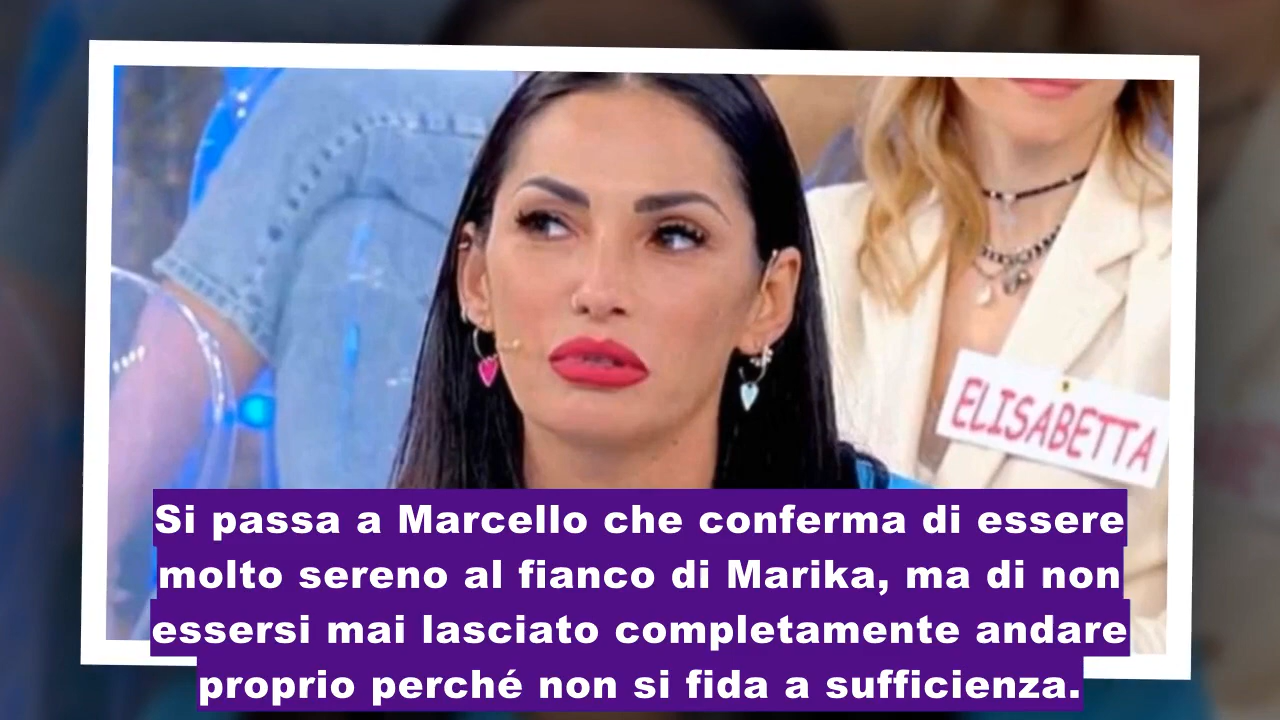 ELISABETTA
Si passa a Marcello che conferma di essere
molto sereno al fianco di Marika, ma di non
essersi mai lasciato completamente andare
proprio perché non si fida a sufficienza.